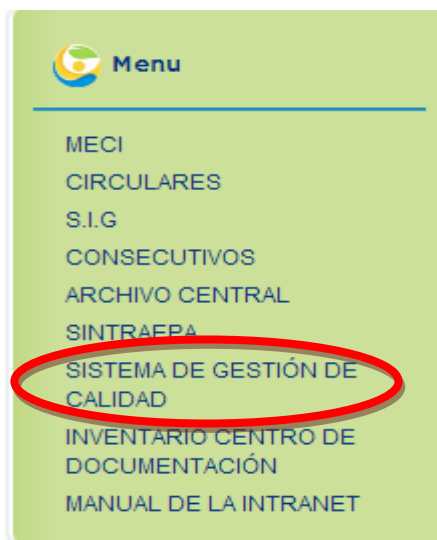 Menu
MECI
CIRCULARES
S.I.G
CONSECUTIVOS
ARCHIVO CENTRAL
SINTRAEPA
SISTEMA DE GESTIÓN DE
CALIDAD
INVENTARIO CENTRO DE
DOCUMENTACIÓN
MANUAL DE LA INTRANET